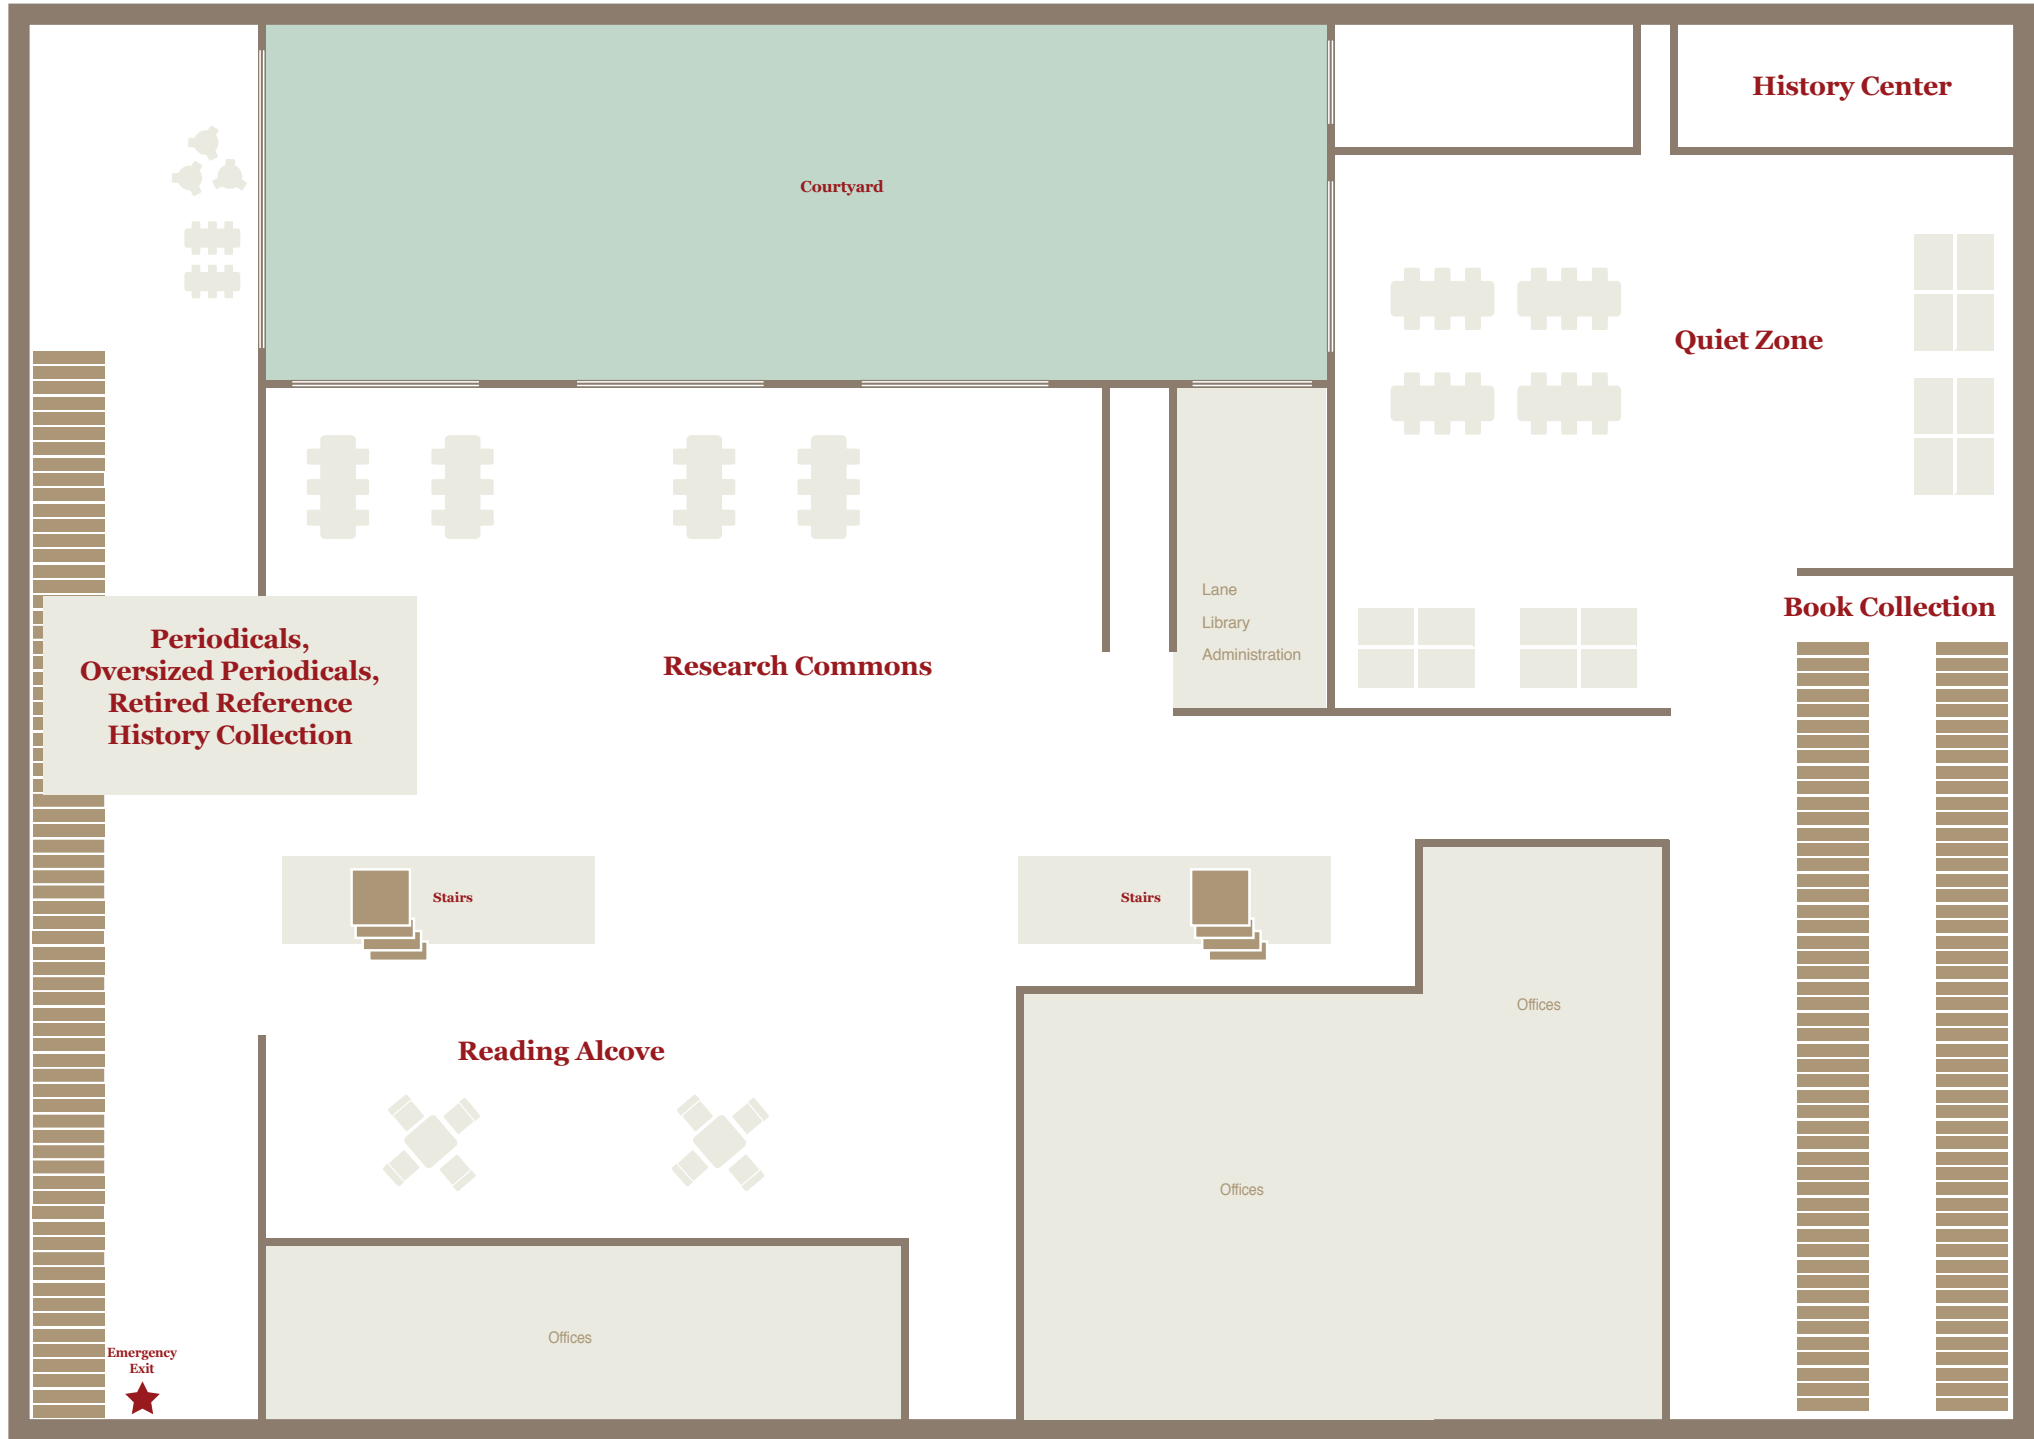 History Center
Courtyard
Quiet Zone
Lane
Library
Administration
Book Collection
Periodicals,
Oversized Periodicals,
Retired Reference
History Collection
Research Commons
Stairs
Stairs
Offices
Reading Alcove
Offices
Offices
Emergency
Exit